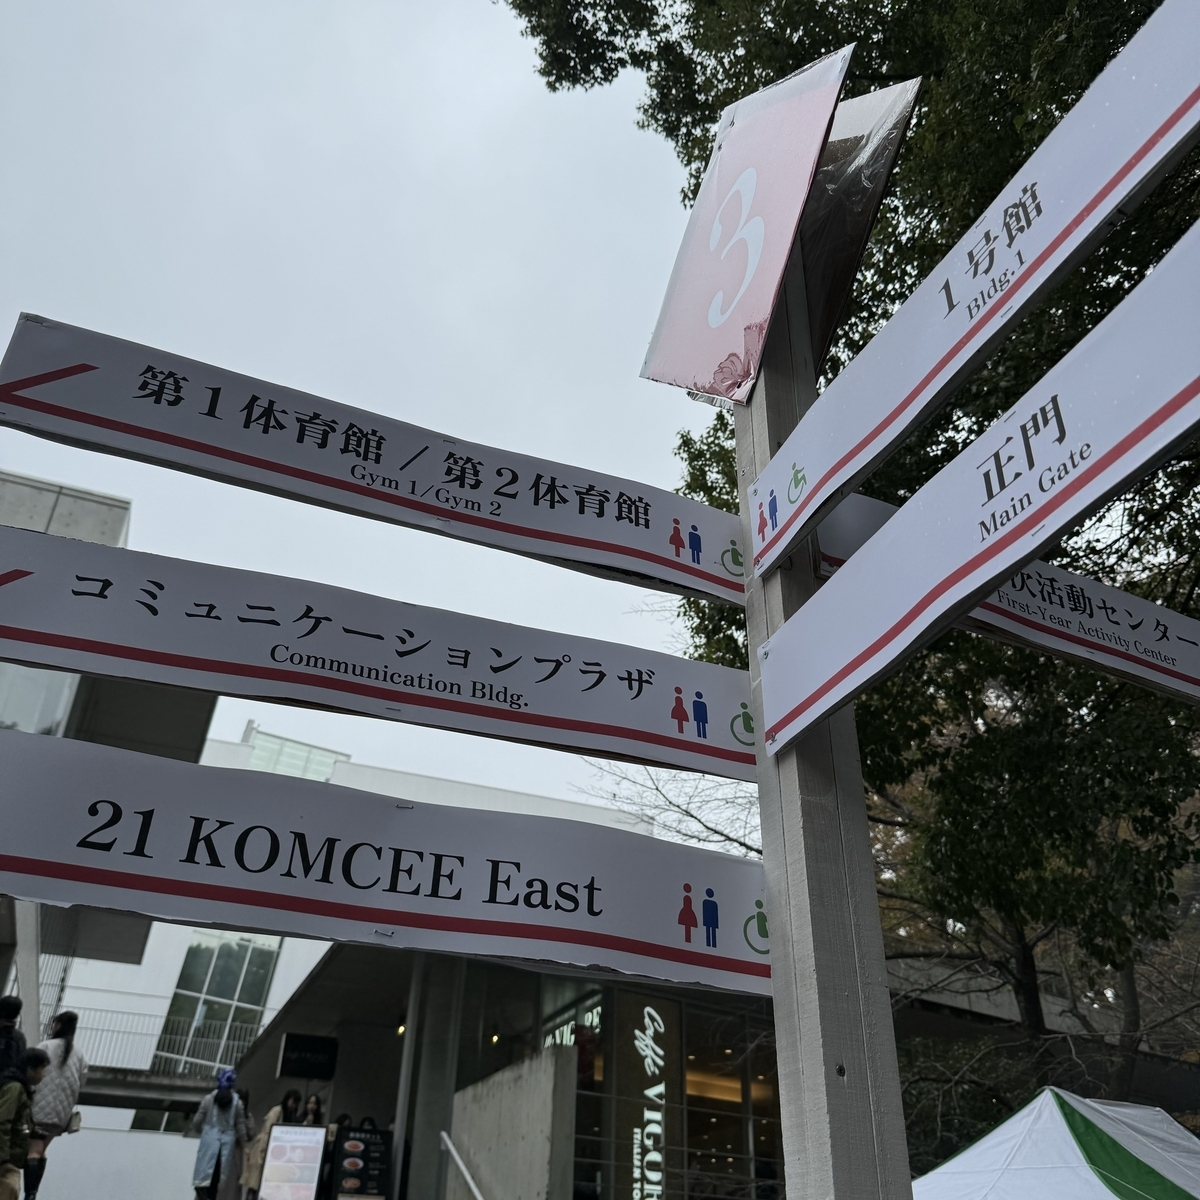 3
1号館
Bldg.1
正門
Main Gate
第1体育館 / 第2体育館
Gym 1/Gym 2
活動センター
First-Year Activity Center
コミュニケーションプラザ
Communication Bldg.
21 KOMCEE East
Caffè VIGO